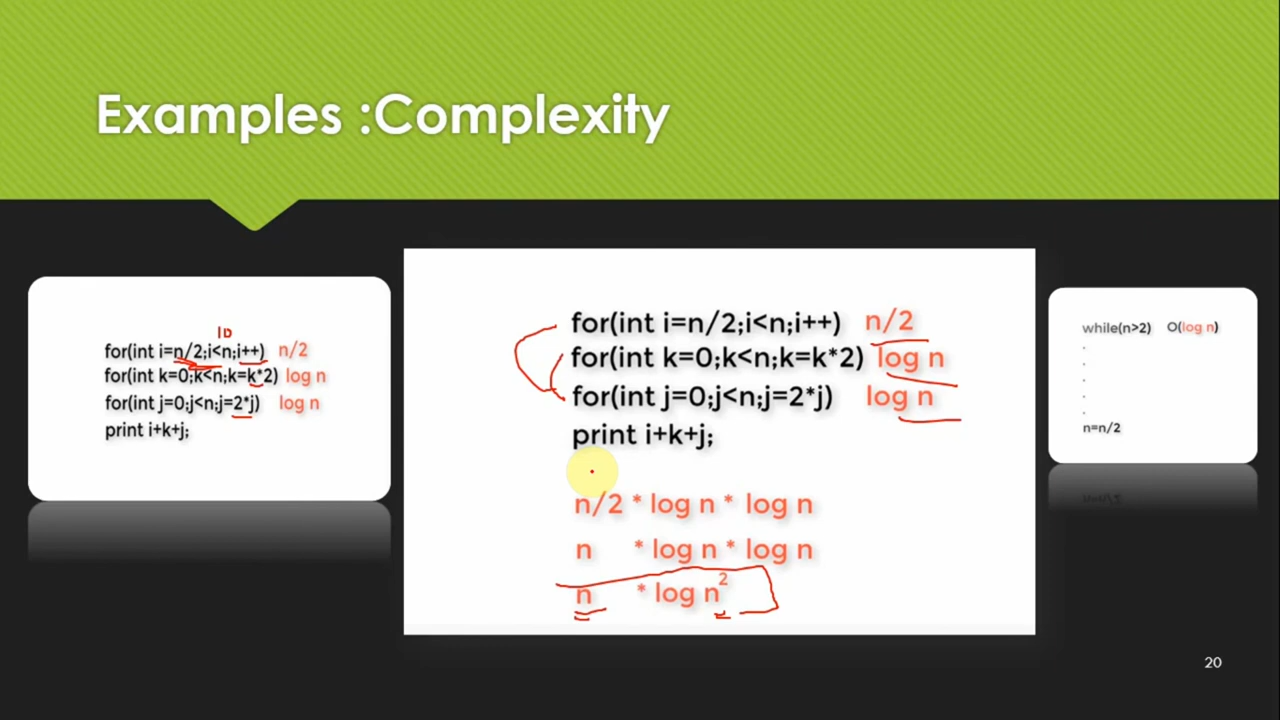 Examples :Complexity
10
for(int i=n/2;i<n;i++) n/2
for(int k=0;k<n;k=k*2) log n
for(int j=0;j<n;j=2*j) log n
print i+k+j;
for(int i=n/2;i<n;i++) n/2
for(int k=0;k<n;k=k*2) log n
for(int j=0;j<n;j=2*j) log n
print i+k+j;
n/2 * log n * log n
n * log n * log n
n * log n²
while(n>2) O(log n)
.
.
.
.
.
n=n/2
20